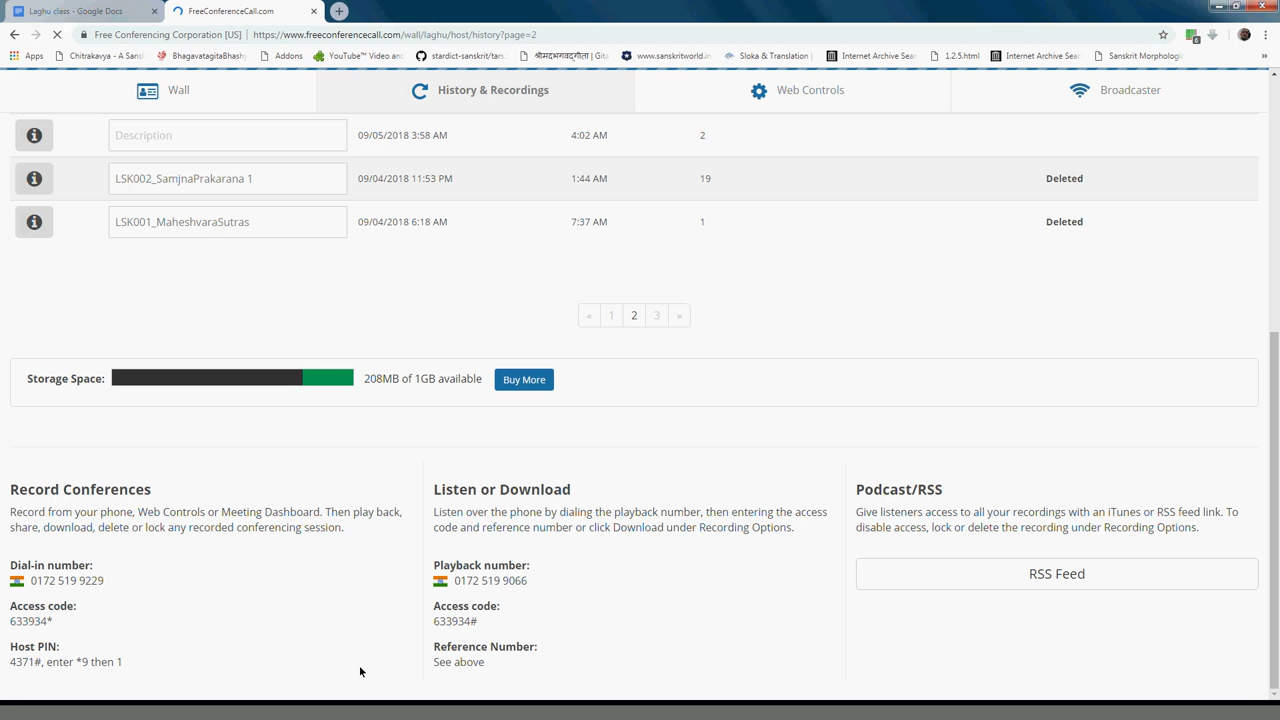 Laghu class - Google Docs
FreeConferenceCall.com
Free Conferencing Corporation [US] | https://www.freeconferencecall.com/wall/laghu/host/history?page=2
Apps Chitrakavya - A Sans BhagavatagitaBhash Addons YouTube™ Video and stardict-sanskrit/tars श्रीमद्भगवद्गीता | Gita www.sanskritworld.in Sloka & Translation | Internet Archive Sear 1.2.5.html Internet Archive Sear Sanskrit Morphologic »
Wall History & Recordings Web Controls Broadcaster
Description 09/05/2018 3:58 AM 4:02 AM 2
LSK002_SamjnaPrakarana 1 09/04/2018 11:53 PM 1:44 AM 19 Deleted
LSK001_MaheshvaraSutras 09/04/2018 6:18 AM 7:37 AM 1 Deleted
« 1 2 3 »
Storage Space: 208MB of 1GB available Buy More
Record Conferences
Record from your phone, Web Controls or Meeting Dashboard. Then play back,
share, download, delete or lock any recorded conferencing session.
Dial-in number:
0172 519 9229
Access code:
633934*
Host PIN:
4371#, enter *9 then 1
Listen or Download
Listen over the phone by dialing the playback number, then entering the access
code and reference number or click Download under Recording Options.
Playback number:
0172 519 9066
Access code:
633934#
Reference Number:
See above
Podcast/RSS
Give listeners access to all your recordings with an iTunes or RSS feed link. To
disable access, lock or delete the recording under Recording Options.
RSS Feed